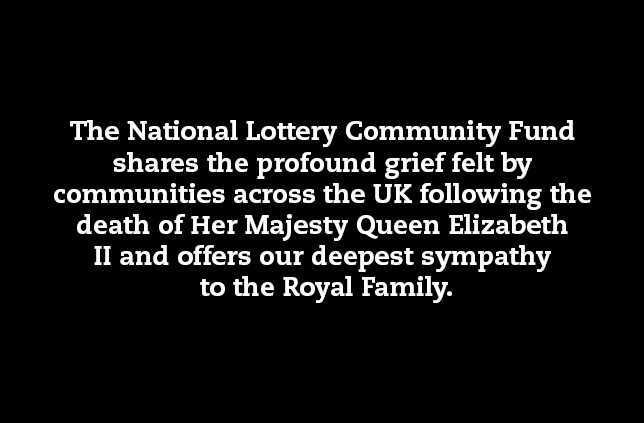 The National Lottery Community Fund
shares the profound grief felt by
communities across the UK following the
death of Her Majesty Queen Elizabeth
II and offers our deepest sympathy
to the Royal Family.